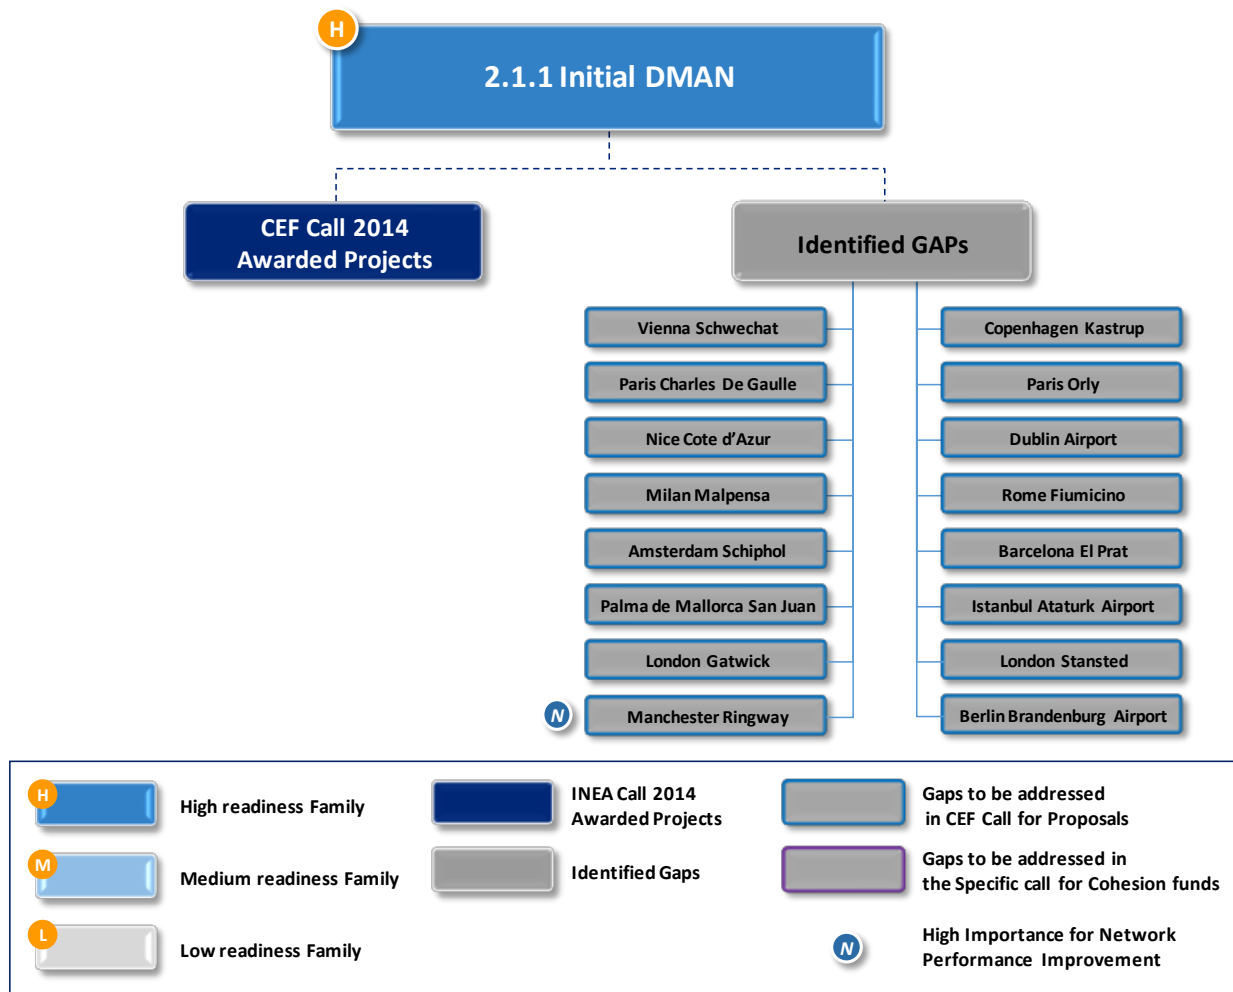 H
2.1.1 Initial DMAN
CEF Call 2014
Awarded Projects
Identified GAPs
Vienna Schwechat
Copenhagen Kastrup
Paris Charles De Gaulle
Paris Orly
Nice Cote d’Azur
Dublin Airport
Milan Malpensa
Rome Fiumicino
Amsterdam Schiphol
Barcelona El Prat
Palma de Mallorca San Juan
Istanbul Ataturk Airport
London Gatwick
London Stansted
N
Manchester Ringway
Berlin Brandenburg Airport
H
High readiness Family
INEA Call 2014
Awarded Projects
Gaps to be addressed
in CEF Call for Proposals
M
Medium readiness Family
Identified Gaps
Gaps to be addressed in
the Specific call for Cohesion funds
L
Low readiness Family
N
High Importance for Network
Performance Improvement